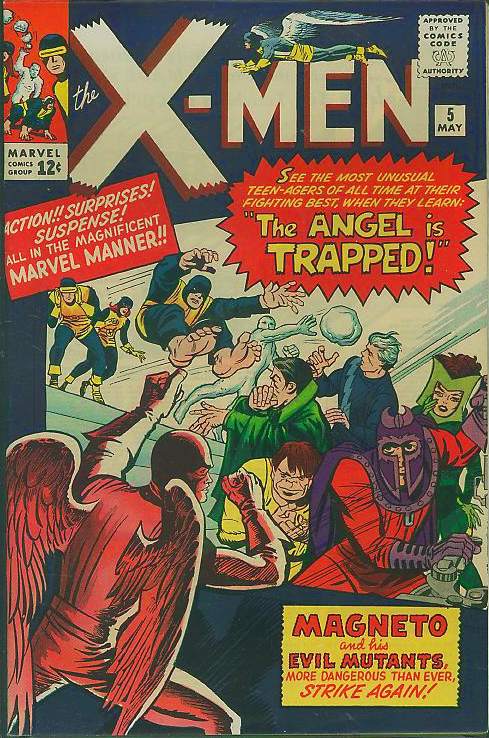 the X-MEN
APPROVED
BY THE
COMICS
CODE
CA
AUTHORITY
5
MAY
MARVEL
COMICS
GROUP 12¢
ACTION!! SURPRISES!
SUSPENSE!
ALL IN THE MAGNIFICENT
MARVEL MANNER!!
SEE THE MOST UNUSUAL
TEEN-AGERS OF ALL TIME AT THEIR
FIGHTING BEST, WHEN THEY LEARN:
"The ANGEL is
TRAPPED!"
MAGNETO
and his
EVIL MUTANTS,
MORE DANGEROUS THAN EVER,
STRIKE AGAIN!